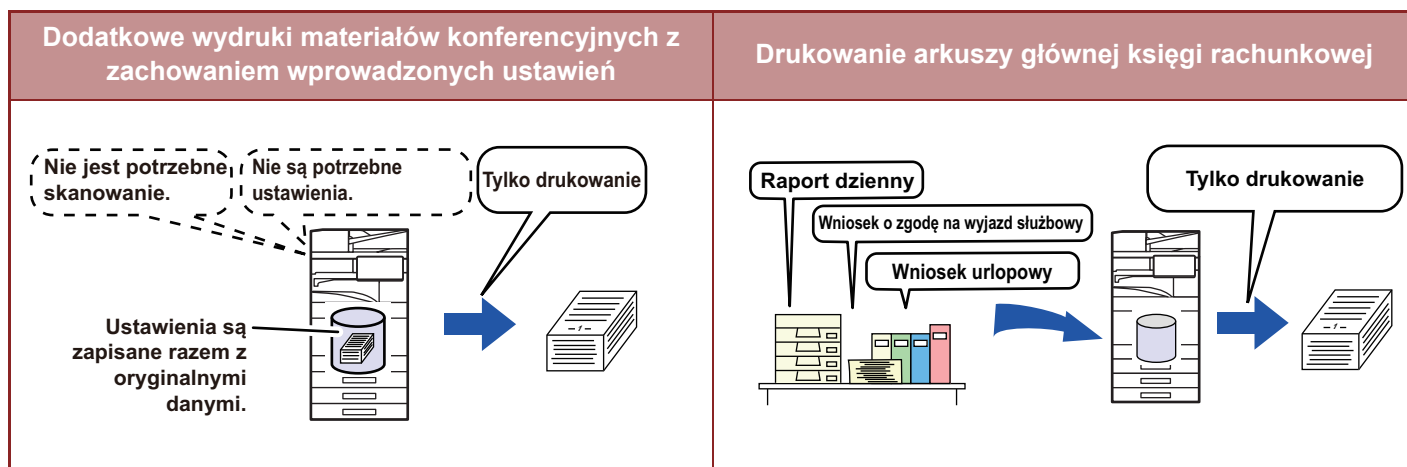 Dodatkowe wydruki materiałów konferencyjnych z
zachowaniem wprowadzonych ustawień
Drukowanie arkuszy głównej księgi rachunkowej
Nie jest potrzebne
skanowanie.
Nie są potrzebne
ustawienia.
Tylko drukowanie
Ustawienia są
zapisane razem z
oryginalnymi
danymi.
-1-
Raport dzienny
Wniosek o zgodę na wyjazd służbowy
Wniosek urlopowy
Tylko drukowanie
-1-